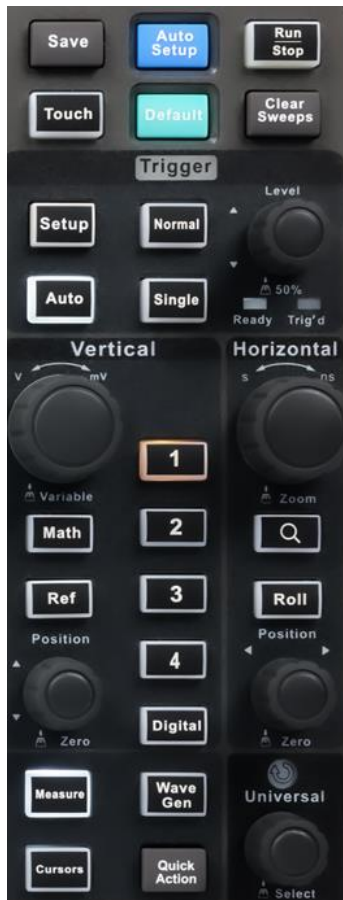 Save
Auto
Setup
Run
Stop
Touch
Default
Clear
Sweeps
Trigger
Setup
Normal
Level
Auto
Single
50%
Ready Trig'd
Vertical
Horizontal
V mV
s ns
1
Variable
Zoom
Math
2
Ref
3
Roll
Position
Position
4
Zero
Digital
Zero
Measure
Wave
Gen
Universal
Cursors
Quick
Action
Select